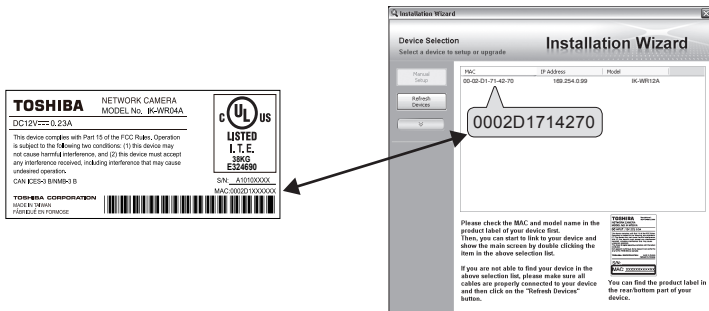 TOSHIBA
NETWORK CAMERA
MODEL No. IK-WR04A
DC12V 0.23A
This device complies with Part 15 of the FCC Rules. Operation
is subject to the following two conditions: (1) this device may
not cause harmful interference, and (2) this device must accept
any interference received, including interference that may cause
undesired operation.
CAN ICES-3 B/NMB-3 B
TOSHIBA CORPORATION
MADE IN TAIWAN
FABRIQUÉ EN FORMOSE
C UL US
LISTED
I. T. E.
38KG
E324690
S/N: A1010XXXX
MAC:0002D1XXXXXX
Installation Wizard
Device Selection
Select a device to setup or upgrade
Installation Wizard
Manual
Setup
Refresh
Devices
MAC IP Address Model
00-02-D1-71-42-70 169.254.0.99 IK-WR12A
0002D1714270
Please check the MAC and model name in the
product label of your device first.
Then, you can start to link to your device and
show the main screen by double clicking the
item in the above selection list.
If you are not able to find your device in the
above selection list, please make sure all
cables are properly connected to your device
and then click on the "Refresh Devices"
button.
TOSHIBA
S/N:
MAC: XXXXXXXXXXXX
You can find the product label in
the rear/bottom part of your
device.